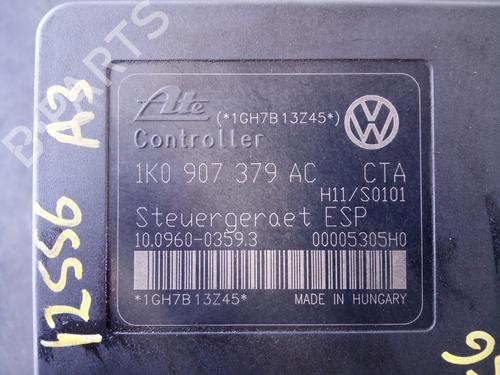 Ate
(*1GH7B13Z45*)
Controller
1K0 907 379 AC CTA
H11/S0101
Steuergeraet ESP
10.0960-0359.3 00005305H0
*1GH7B13Z45*
MADE IN HUNGARY
12556 A3